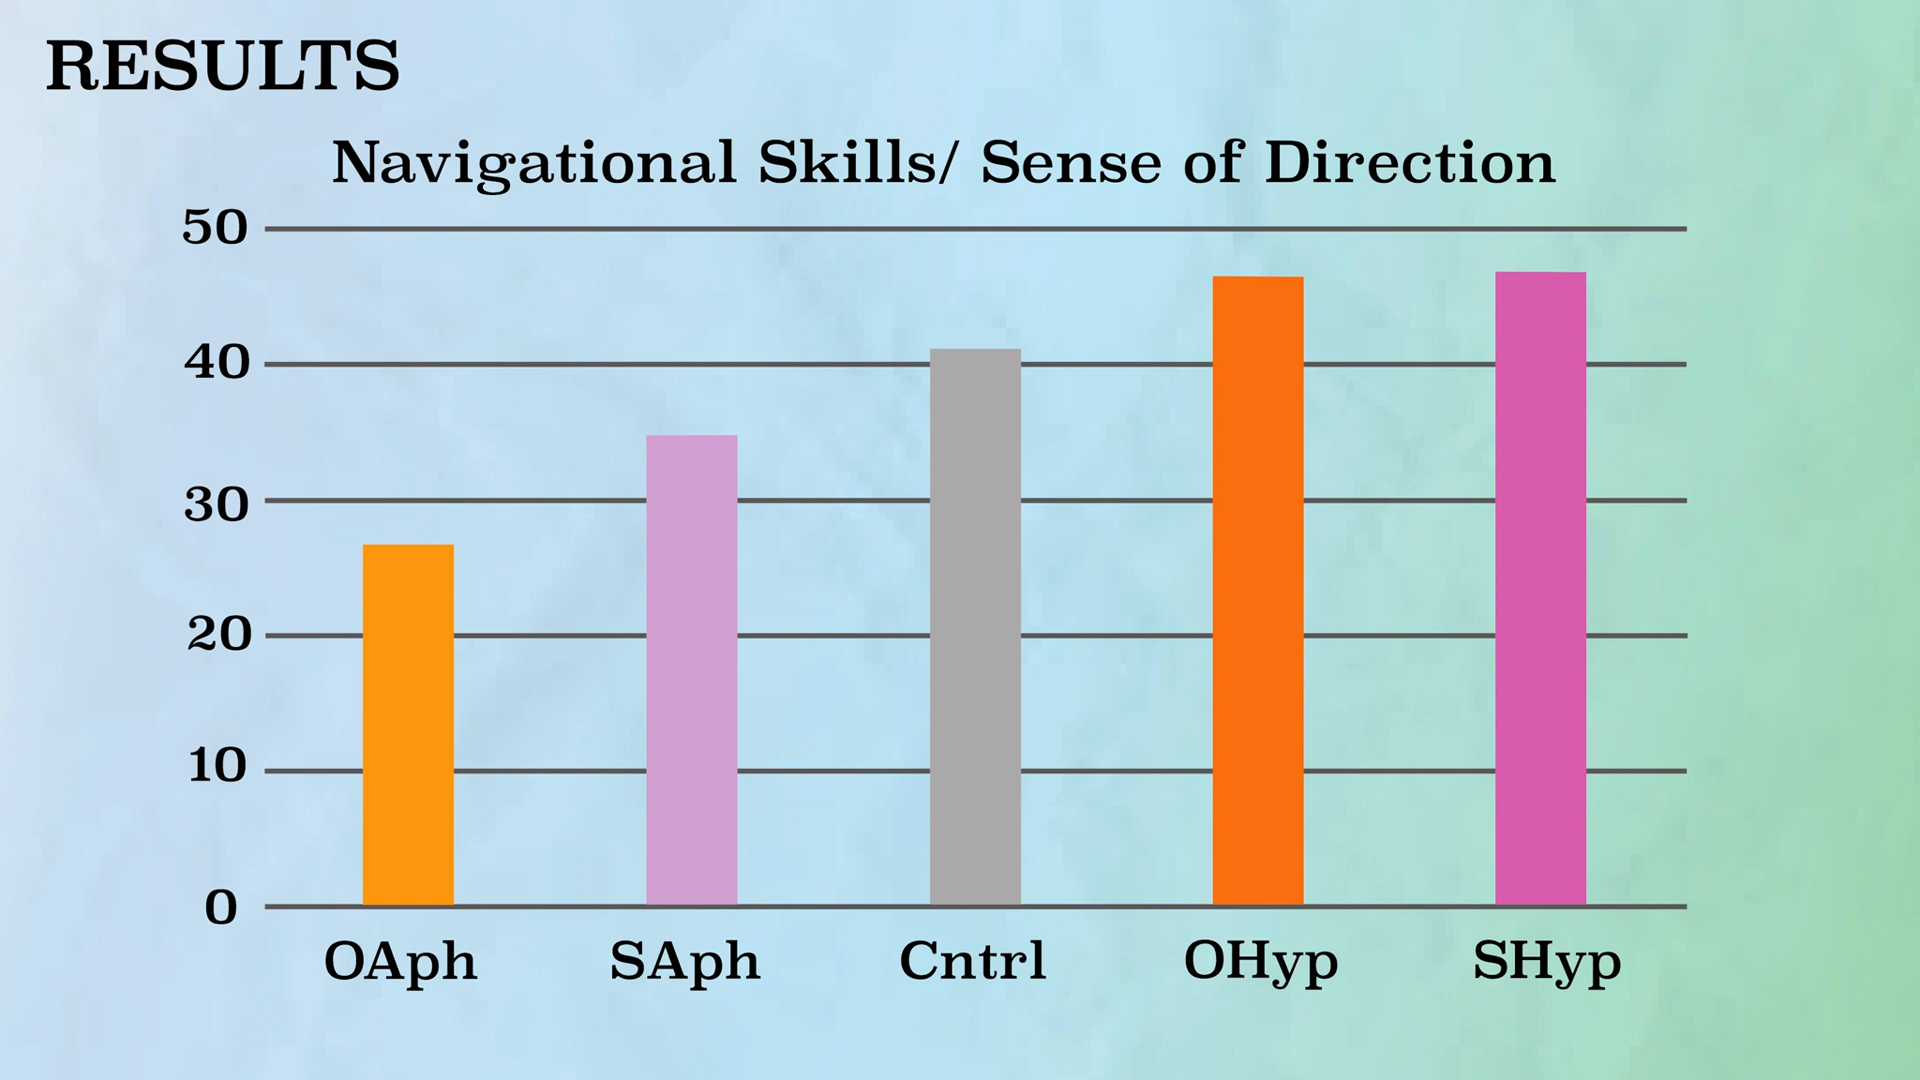 RESULTS
Navigational Skills/ Sense of Direction
50
40
30
20
10
0
OAph SAph Cntrl OHyp SHyp